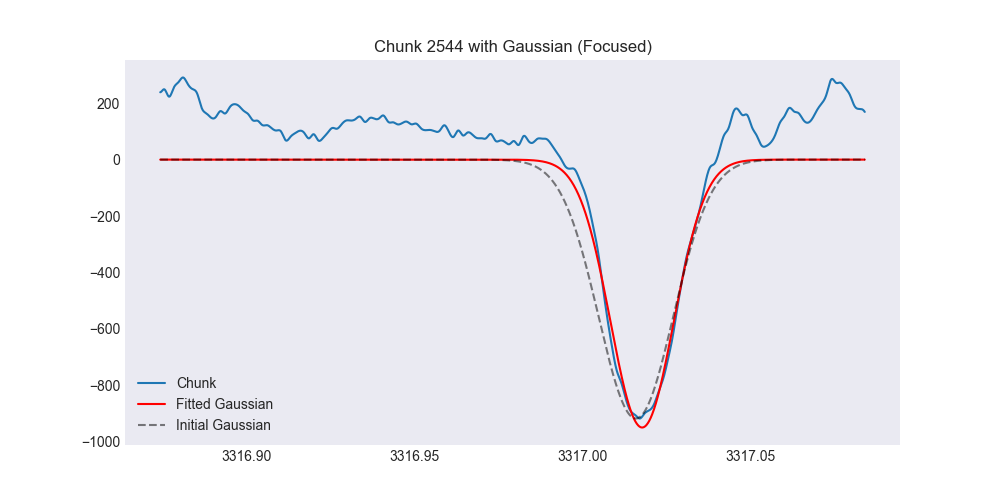 Chunk 2544 with Gaussian (Focused)
200
0
−200
−400
−600
−800
−1000
Chunk
Fitted Gaussian
Initial Gaussian
3316.90 3316.95 3317.00 3317.05